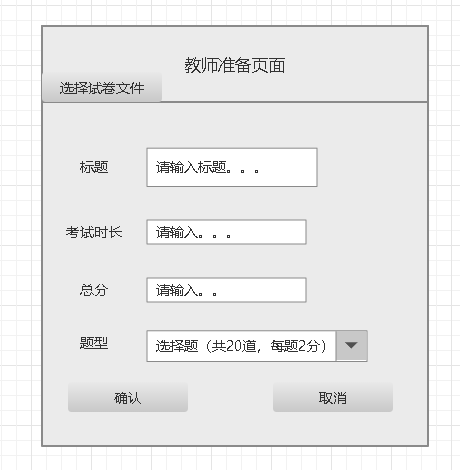 教师准备页面
选择试卷文件
标题 请输入标题。。。
考试时长 请输入。。。
总分 请输入。。
题型 选择题（共20道，每题2分）
确认 取消